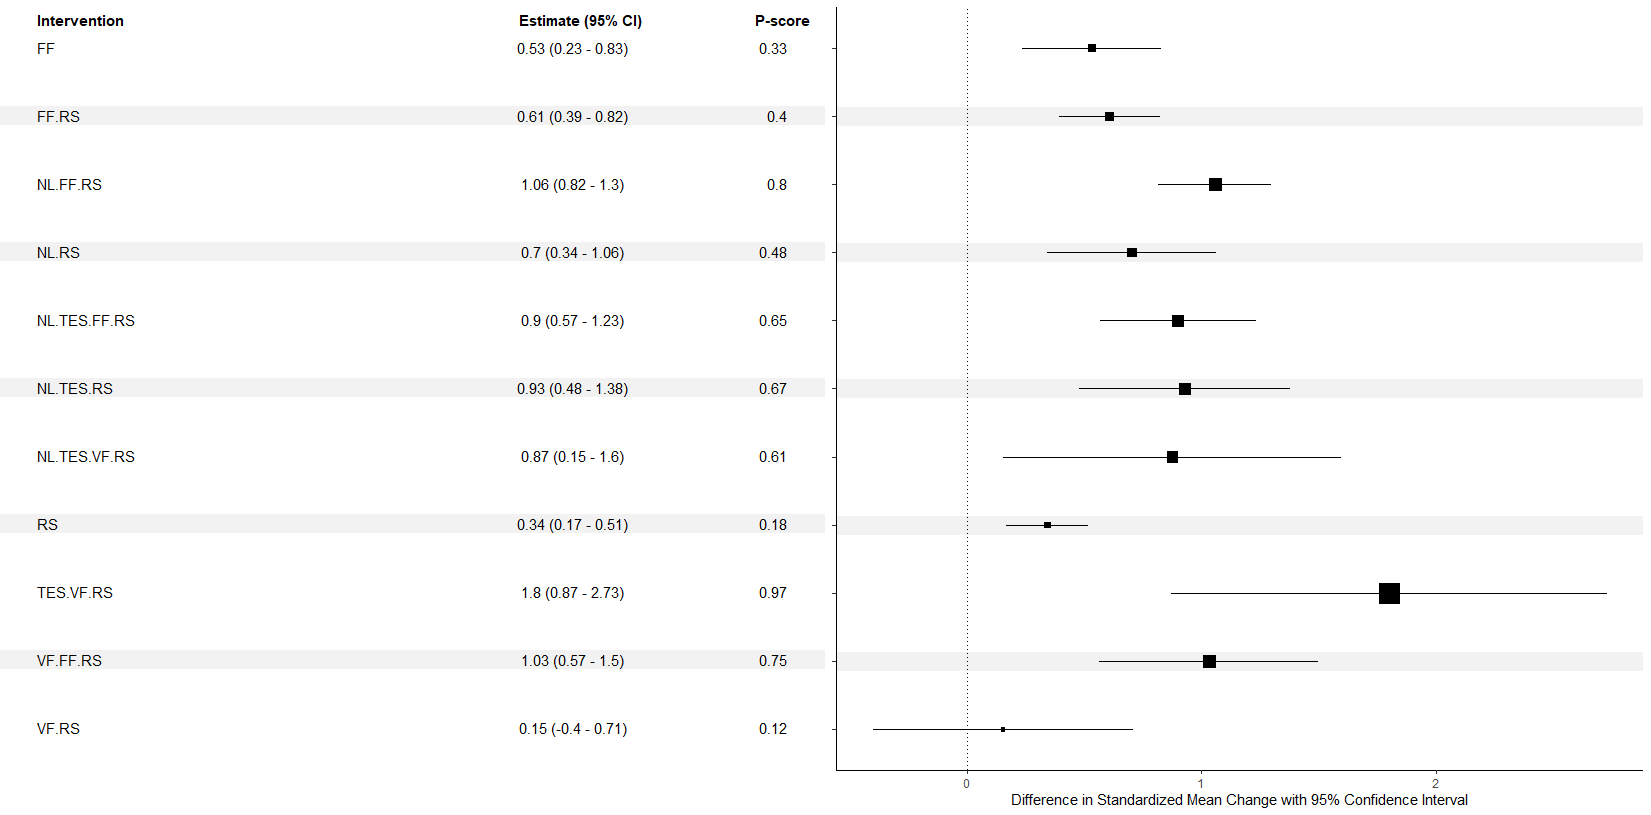 Intervention Estimate (95% CI) P-score
FF 0.53 (0.23 - 0.83) 0.33
FF.RS 0.61 (0.39 - 0.82) 0.4
NL.FF.RS 1.06 (0.82 - 1.3) 0.8
NL.RS 0.7 (0.34 - 1.06) 0.48
NL.TES.FF.RS 0.9 (0.57 - 1.23) 0.65
NL.TES.RS 0.93 (0.48 - 1.38) 0.67
NL.TES.VF.RS 0.87 (0.15 - 1.6) 0.61
RS 0.34 (0.17 - 0.51) 0.18
TES.VF.RS 1.8 (0.87 - 2.73) 0.97
VF.FF.RS 1.03 (0.57 - 1.5) 0.75
VF.RS 0.15 (-0.4 - 0.71) 0.12
0 1 2
Difference in Standardized Mean Change with 95% Confidence Interval